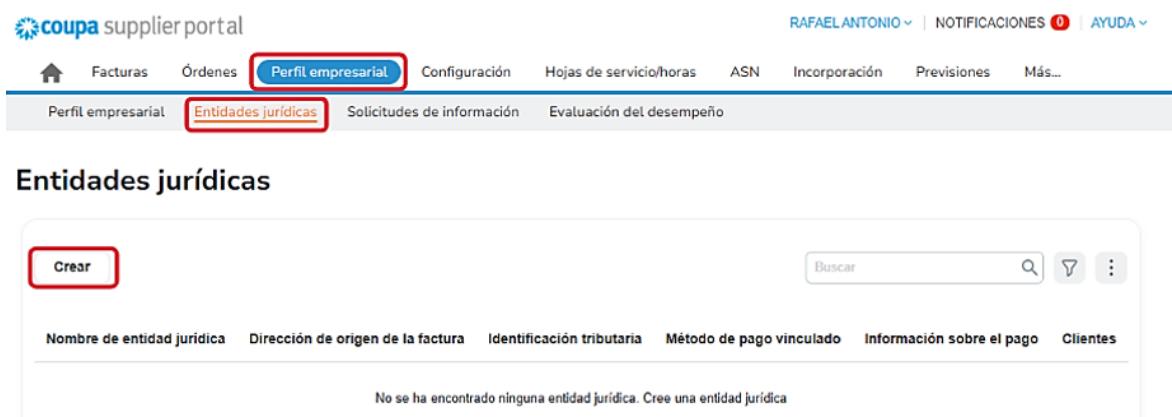 coupa supplier portal RAFAEL ANTONIO NOTIFICACIONES 0 AYUDA
Facturas Órdenes Perfil empresarial Configuración Hojas de servicio/horas ASN Incorporación Previsiones Más...
Perfil empresarial Entidades jurídicas Solicitudes de información Evaluación del desempeño
Entidades jurídicas
Crear Buscar
Nombre de entidad jurídica Dirección de origen de la factura Identificación tributaria Método de pago vinculado Información sobre el pago Clientes
No se ha encontrado ninguna entidad jurídica. Cree una entidad jurídica